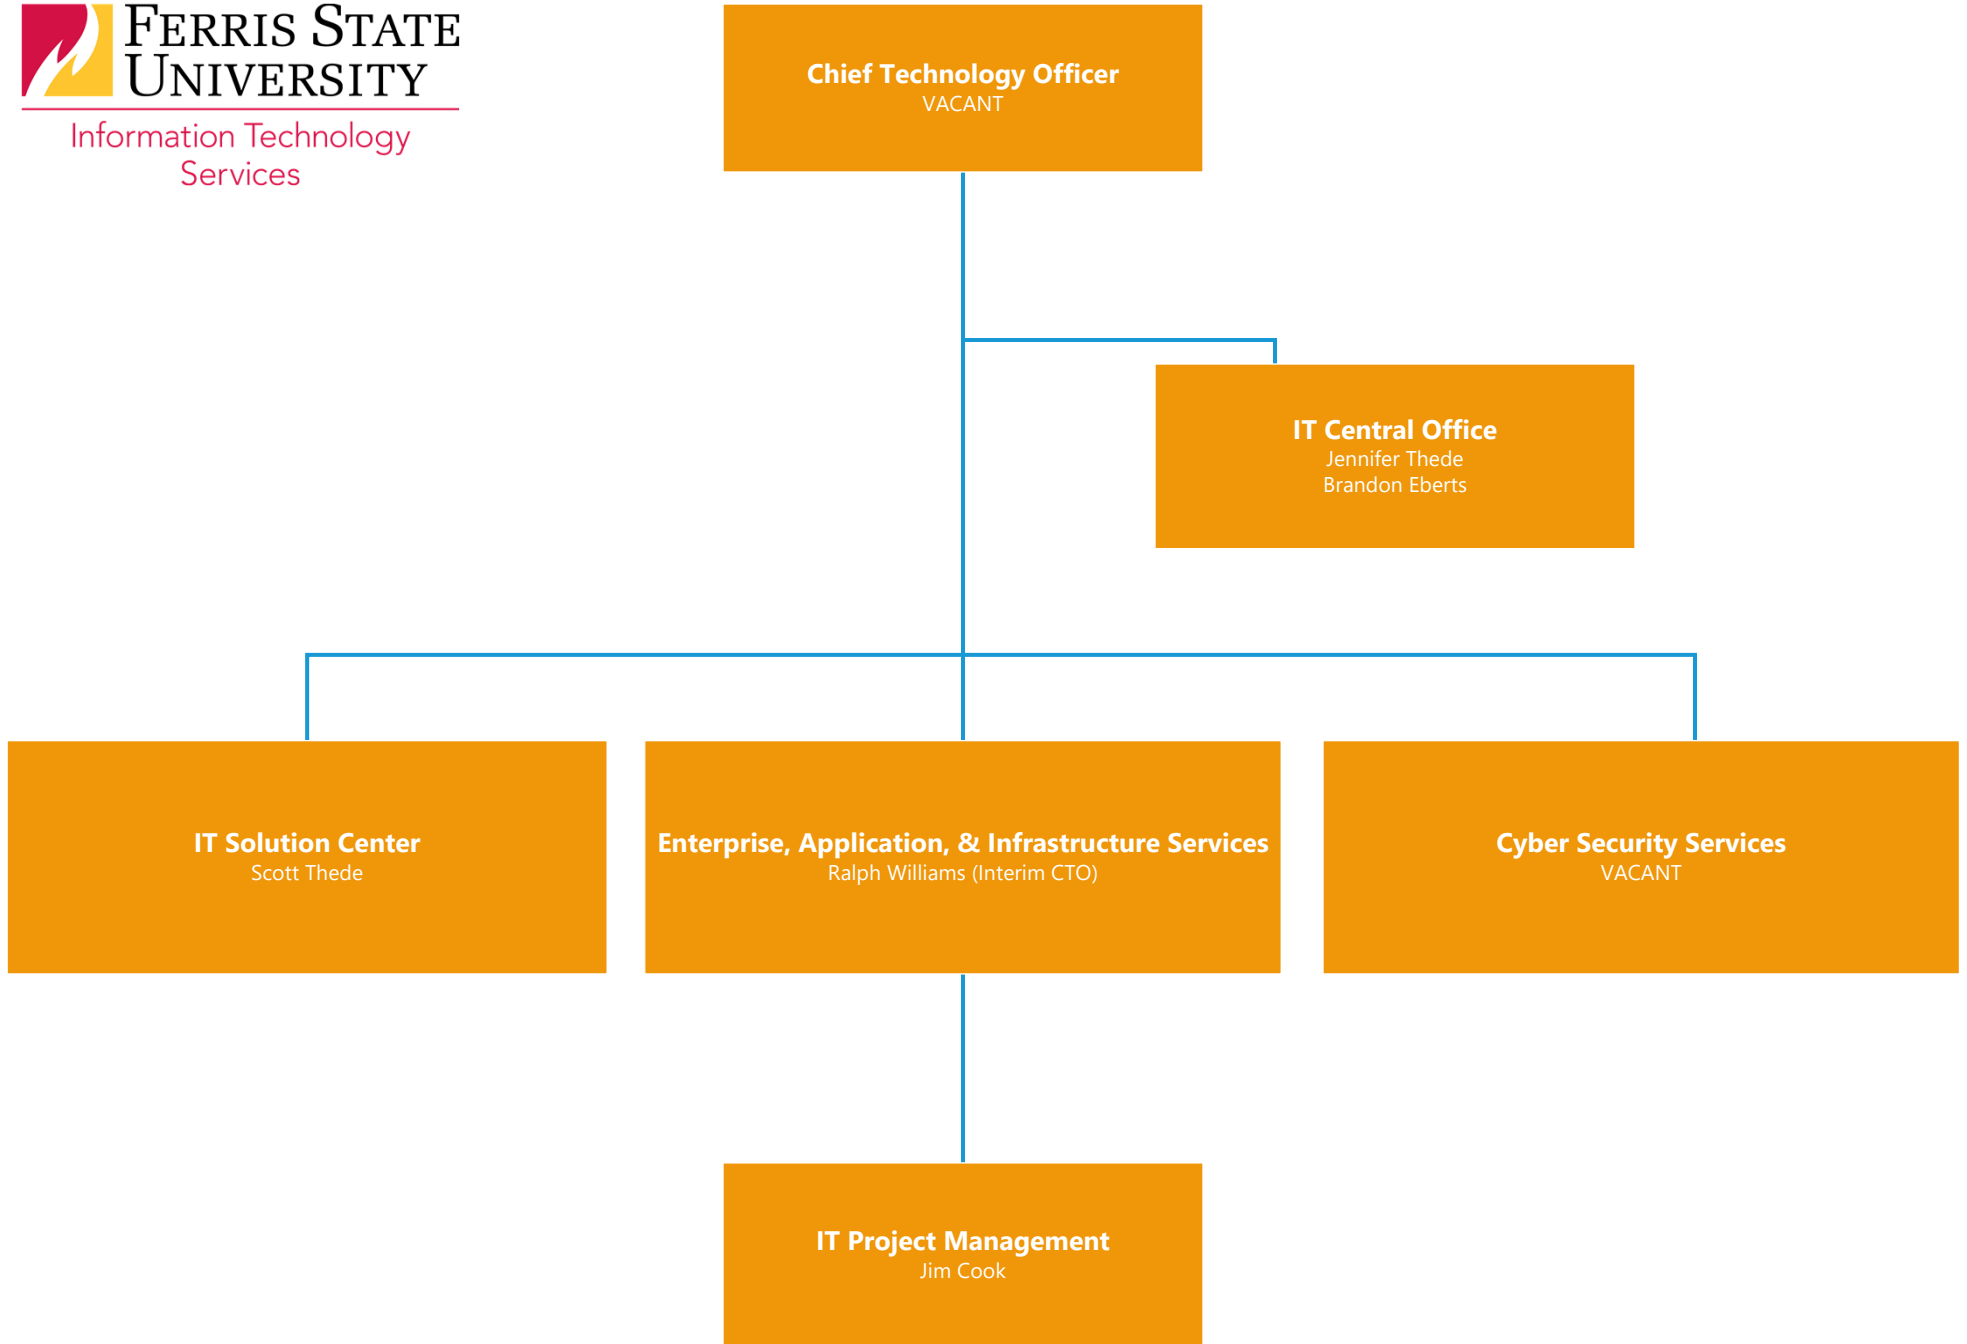 FERRIS STATE
UNIVERSITY
Information Technology
Services
Chief Technology Officer
VACANT
IT Central Office
Jennifer Thede
Brandon Eberts
IT Solution Center
Scott Thede
Enterprise, Application, & Infrastructure Services
Ralph Williams (Interim CTO)
Cyber Security Services
VACANT
IT Project Management
Jim Cook